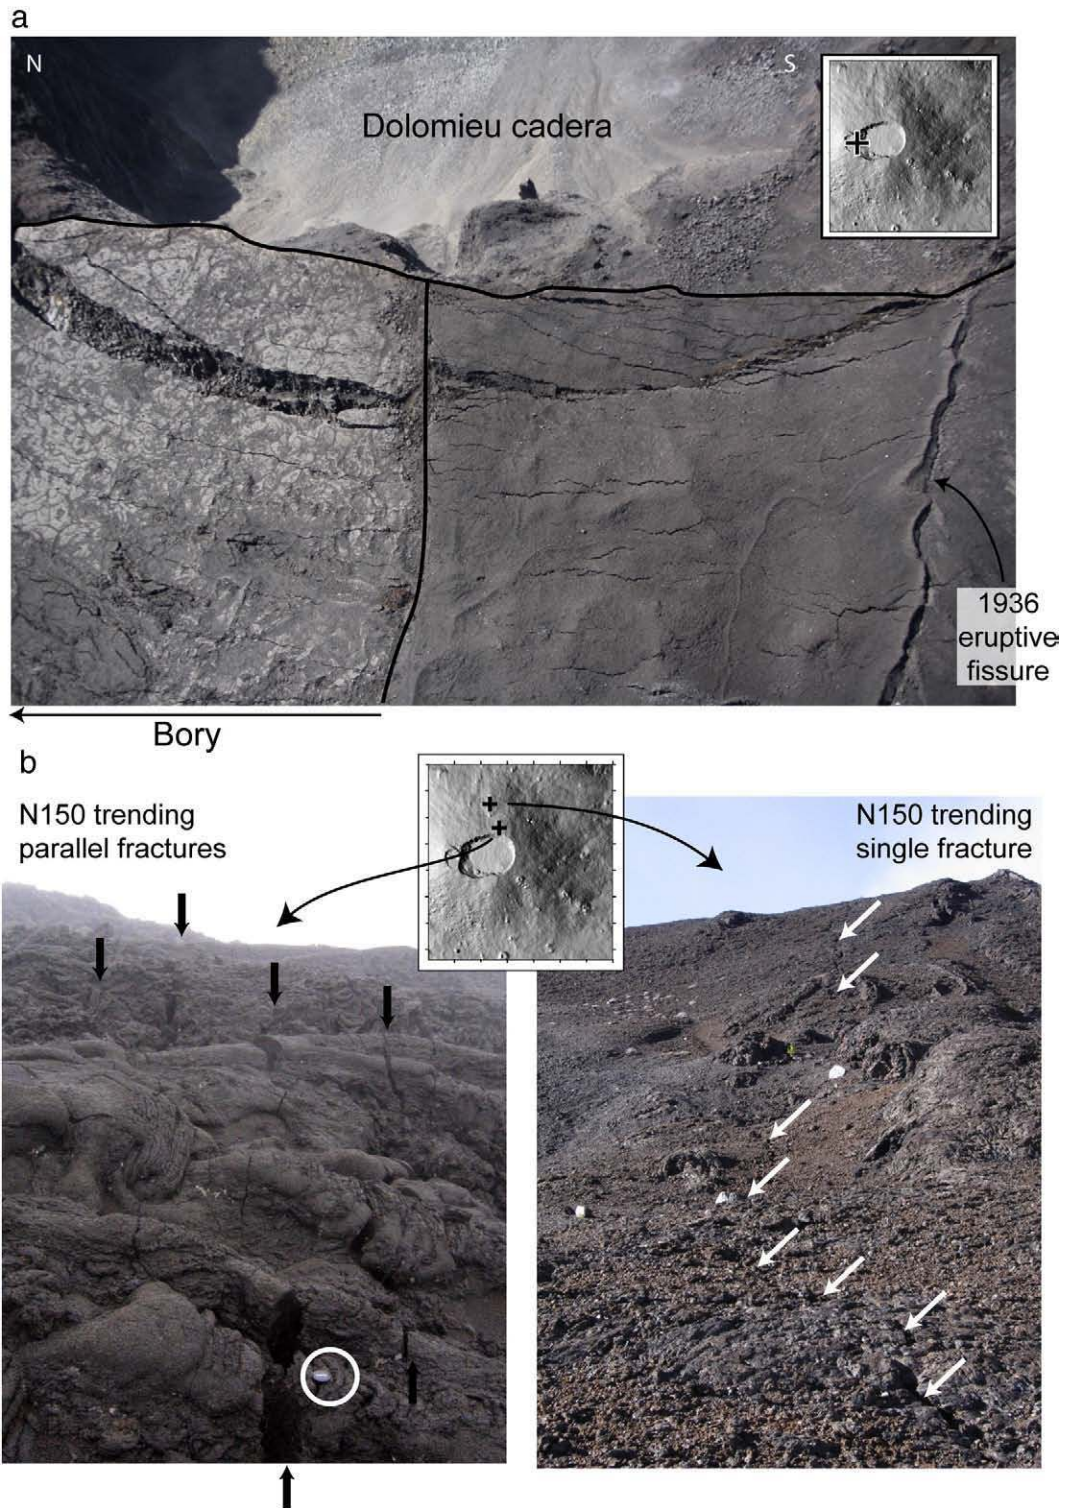 a
N
S
Dolomieu cadera
1936
eruptive
fissure
Bory
b
N150 trending
parallel fractures
N150 trending
single fracture